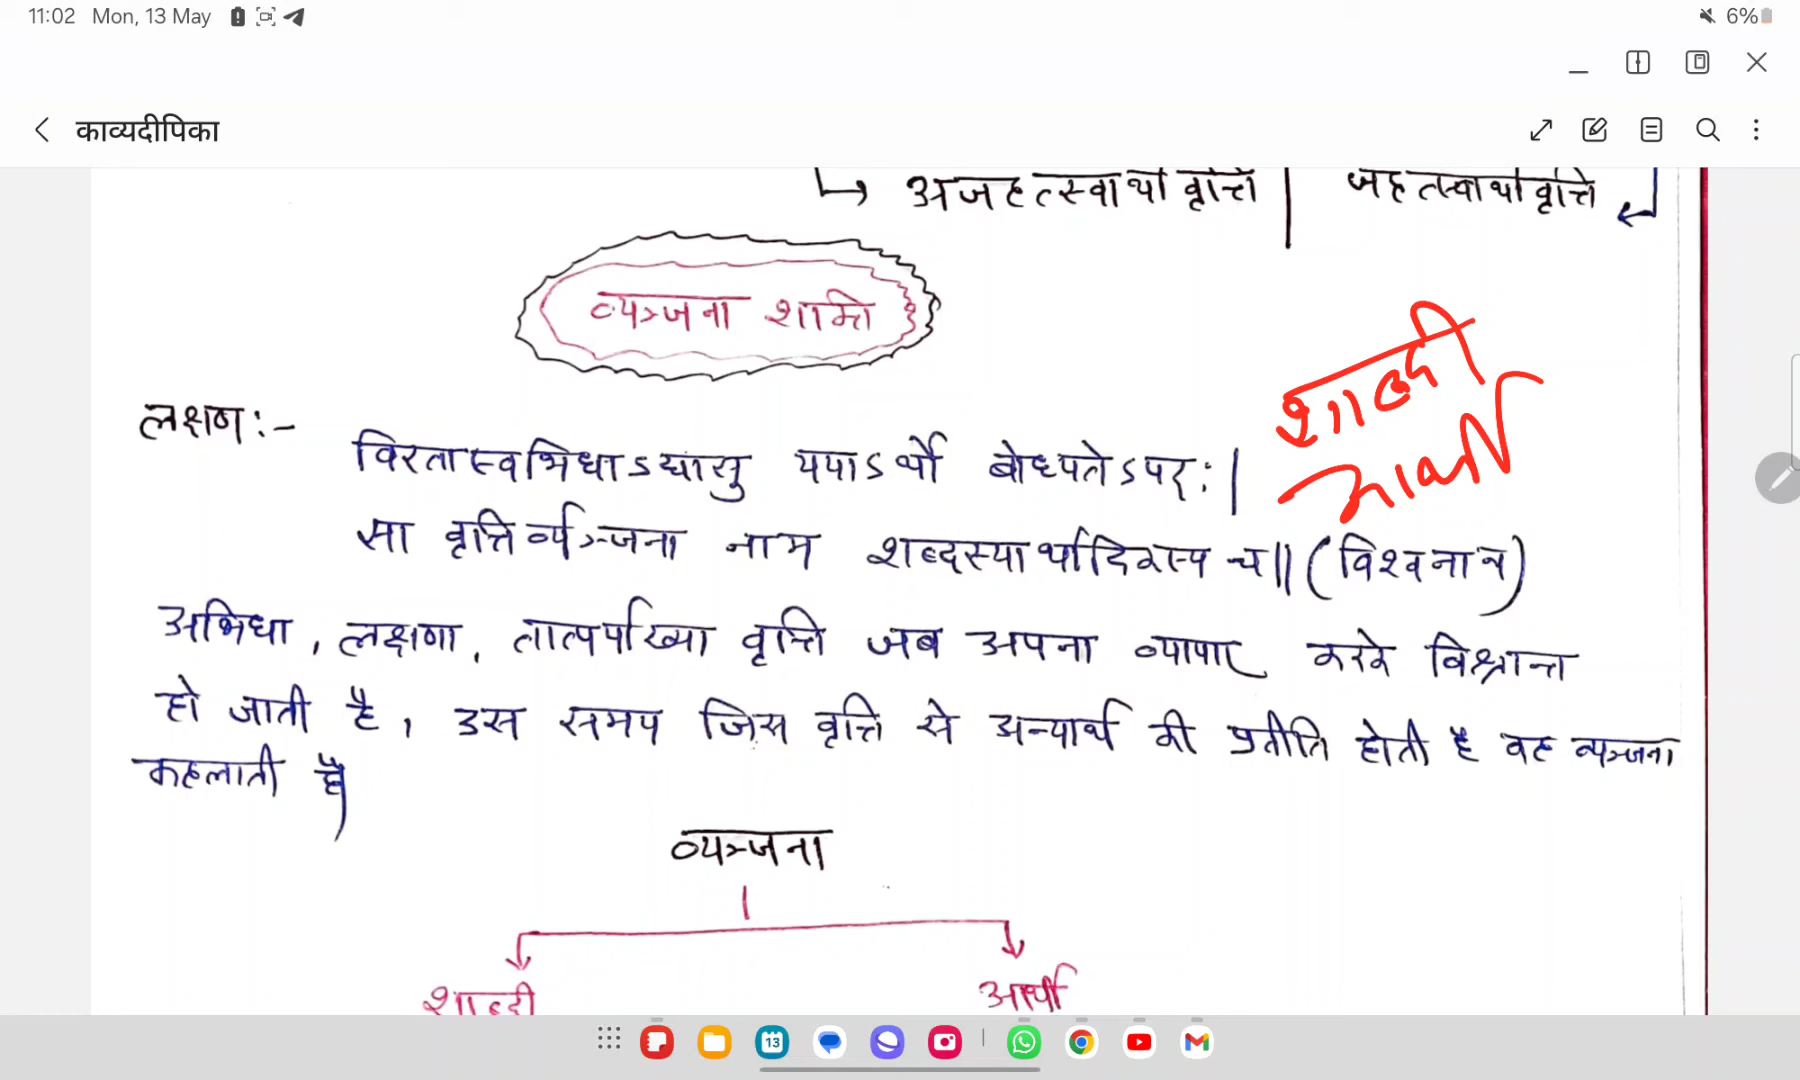 11:02 Mon, 13 May 6%
काव्यदीपिका
अजहत्स्वार्था वृत्ति | जहत्स्वार्था वृत्ति
व्यञ्जना शक्ति
लक्षण:-
विरतास्वभिधाऽद्यासु ययाऽर्थो बोध्यतेऽपर: |
सा वृत्तिर्व्यञ्जना नाम शब्दस्यार्थादिकस्य च॥ (विश्वनाथ)
शाब्दी
आर्थी
अभिधा, लक्षणा, तात्पर्याख्या वृत्ति जब अपना व्यापार करके विश्रान्त
हो जाती है, उस समय जिस वृत्ति से अन्यार्थ की प्रतीति होती है वह व्यञ्जना
कहलाती है|
व्यञ्जना
शाब्दी आर्थी
13